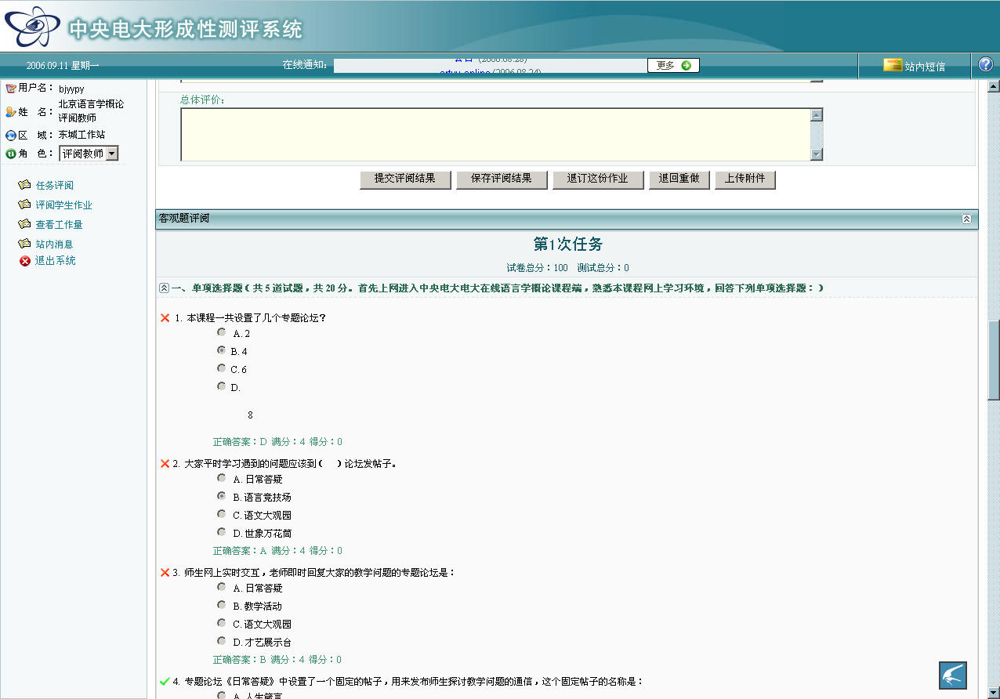 中央电大形成性测评系统
2006.09.11 星期一
在线通知：
公告 (2006.08.28)
(2006.08.24)
更多
站内短信
用户名： bjyypy
姓 名： 北京语言学概论
评阅教师
区 域： 东城工作站
角 色： 评阅教师
任务评阅
评阅学生作业
查看工作量
站内消息
退出系统
总体评价：
提交评阅结果 保存评阅结果 退订这份作业 退回重做 上传附件
客观题评阅
第1次任务
试卷总分：100 测试总分：0
一、单项选择题（共 5 道试题，共 20 分。首先上网进入中央电大电大在线语言学概论课程端，熟悉本课程网上学习环境，回答下列单项选择题：）
1. 本课程一共设置了几个专题论坛？
A. 2
B. 4
C. 6
D.
8
正确答案：D 满分：4 得分：0
2. 大家平时学习遇到的问题应该到（ ）论坛发帖子。
A. 日常答疑
B. 语言竞技场
C. 语文大观园
D. 世象万花筒
正确答案：A 满分：4 得分：0
3. 师生网上实时交互，老师即时回复大家的教学问题的专题论坛是：
A. 日常答疑
B. 教学活动
C. 语文大观园
D. 才艺展示台
正确答案：B 满分：4 得分：0
4. 专题论坛《日常答疑》中设置了一个固定的帖子，用来发布师生探讨教学问题的通信，这个固定帖子的名称是：
A. 人生箴言